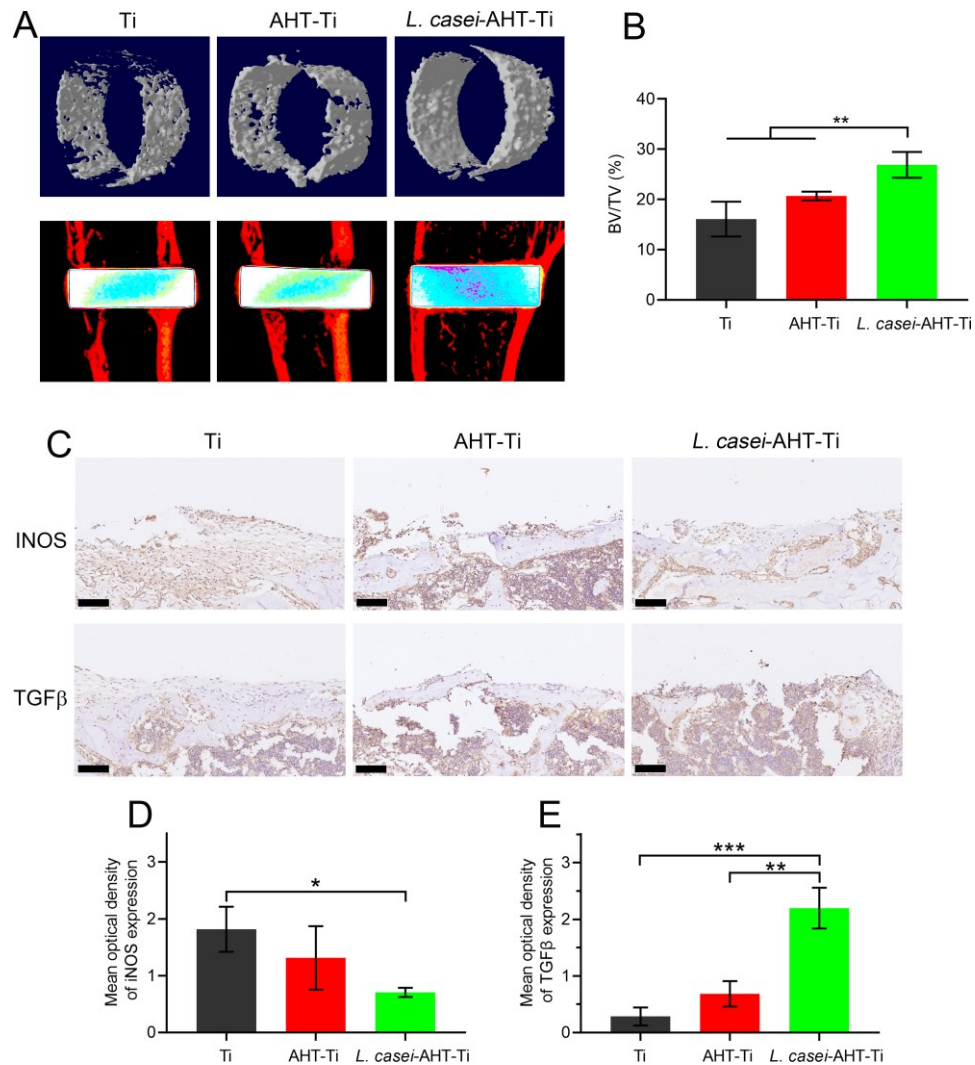 A
Ti
AHT-Ti
L. casei-AHT-Ti
B
BV/TV (%)
40
30
20
10
0
**
Ti
AHT-Ti
L. casei-AHT-Ti
C
Ti
AHT-Ti
L. casei-AHT-Ti
INOS
TGFβ
D
Mean optical density
of iNOS expression
3
2
1
0
*
Ti
AHT-Ti
L. casei-AHT-Ti
E
Mean optical density
of TGFβ expression
3
2
1
0
***
**
Ti
AHT-Ti
L. casei-AHT-Ti